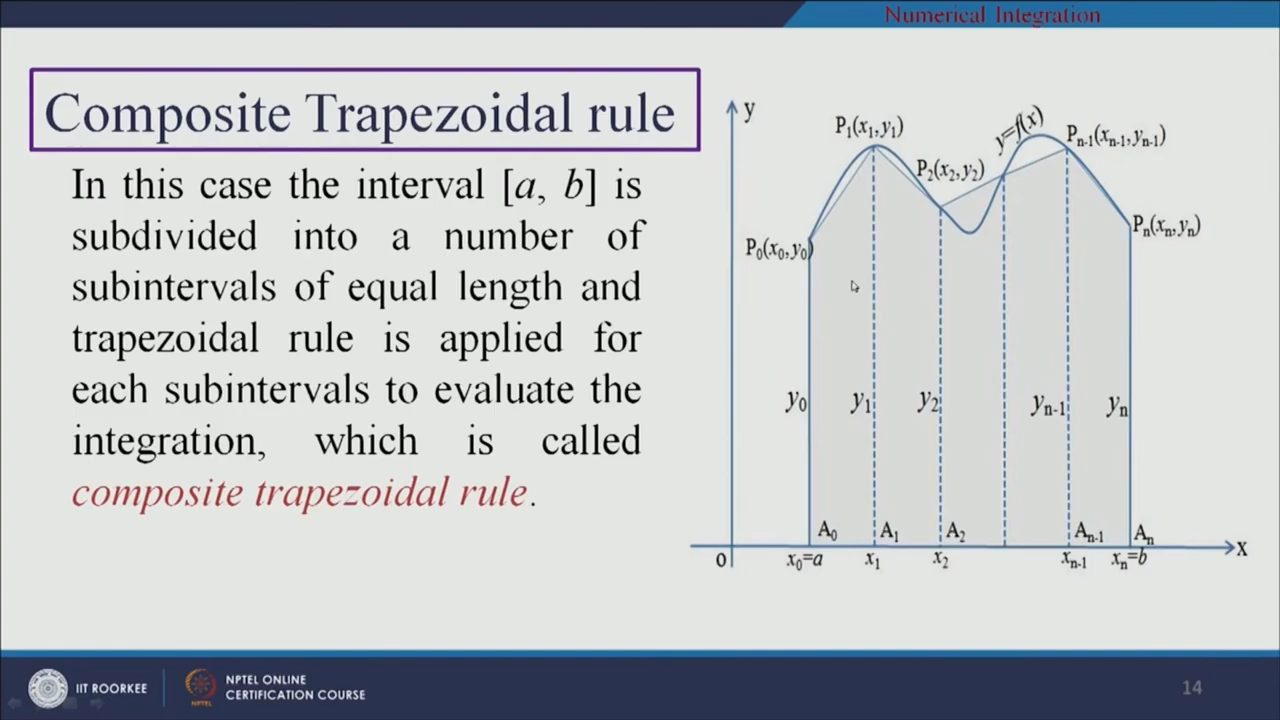 Numerical Integration
Composite Trapezoidal rule
In this case the interval [a, b] is
subdivided into a number of
subintervals of equal length and
trapezoidal rule is applied for
each subintervals to evaluate the
integration, which is called
composite trapezoidal rule.
y
P₁(x₁,y₁)
y=f(x)
Pₙ₋₁(xₙ₋₁,yₙ₋₁)
P₂(x₂,y₂)
Pₙ(xₙ,yₙ)
P₀(x₀,y₀)
y₀ y₁ y₂ yₙ₋₁ yₙ
A₀ A₁ A₂ Aₙ₋₁ Aₙ
x
0 x₀=a x₁ x₂ xₙ₋₁ xₙ=b
IIT ROORKEE
NPTEL
NPTEL ONLINE
CERTIFICATION COURSE
14